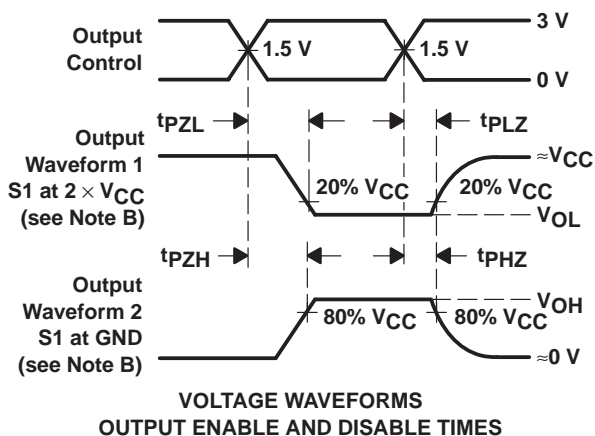 Output
Control
1.5 V
1.5 V
3 V
0 V
tPZL
tPLZ
Output
Waveform 1
S1 at 2 × VCC
(see Note B)
20% VCC
20% VCC
≈VCC
VOL
tPZH
tPHZ
Output
Waveform 2
S1 at GND
(see Note B)
80% VCC
80% VCC
VOH
≈0 V
VOLTAGE WAVEFORMS
OUTPUT ENABLE AND DISABLE TIMES